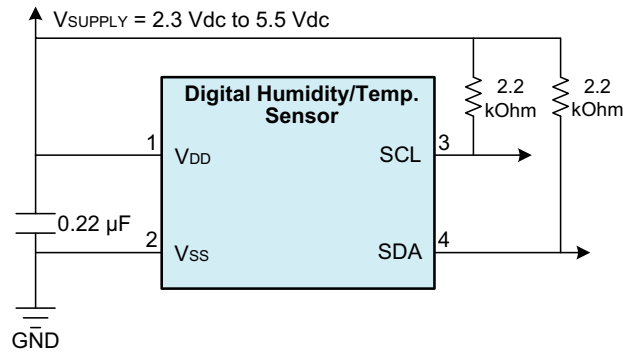 VSUPPLY = 2.3 Vdc to 5.5 Vdc
Digital Humidity/Temp.
Sensor
2.2
kOhm
2.2
kOhm
1
VDD
SCL
3
0.22 µF
2
VSS
SDA
4
GND